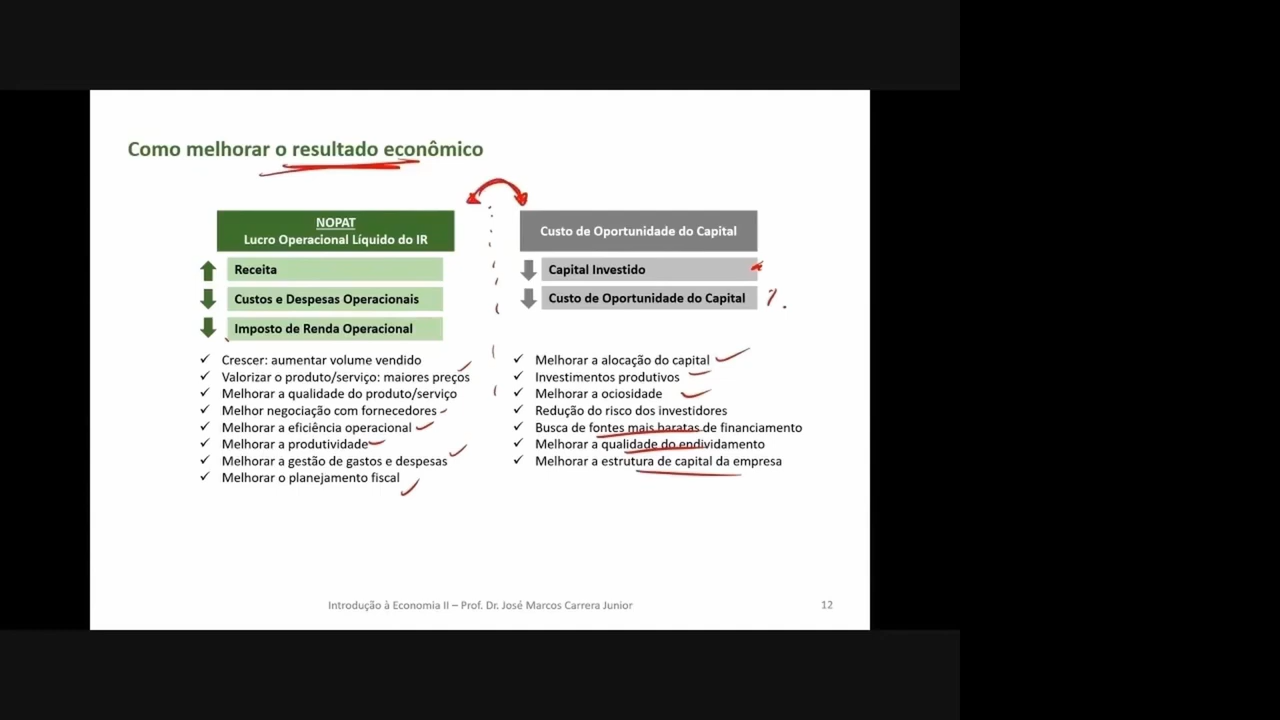 Como melhorar o resultado econômico
NOPAT
Lucro Operacional Líquido do IR
Receita
Custos e Despesas Operacionais
Imposto de Renda Operacional
Crescer: aumentar volume vendido
Valorizar o produto/serviço: maiores preços
Melhorar a qualidade do produto/serviço
Melhor negociação com fornecedores
Melhorar a eficiência operacional
Melhorar a produtividade
Melhorar a gestão de gastos e despesas
Melhorar o planejamento fiscal
Custo de Oportunidade do Capital
Capital Investido
Custo de Oportunidade do Capital
Melhorar a alocação do capital
Investimentos produtivos
Melhorar a ociosidade
Redução do risco dos investidores
Busca de fontes mais baratas de financiamento
Melhorar a qualidade do endividamento
Melhorar a estrutura de capital da empresa
Introdução à Economia II – Prof. Dr. José Marcos Carrera Junior
12